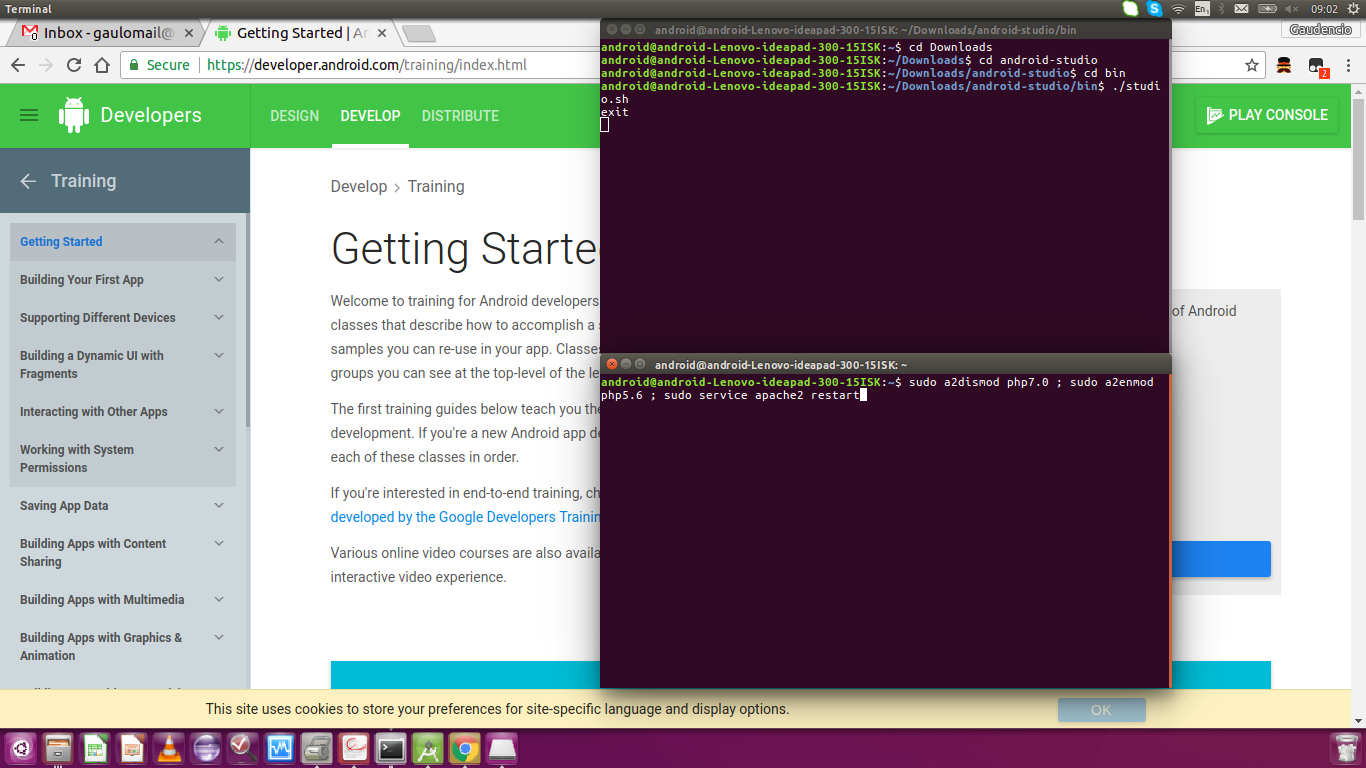 Terminal
En1
09:02
Inbox - gaulomail@
Getting Started | Ar
Gaudencio
Secure
https://developer.android.com/training/index.html
2
Developers
DESIGN
DEVELOP
DISTRIBUTE
PLAY CONSOLE
Training
Getting Started
Building Your First App
Supporting Different Devices
Building a Dynamic UI with
Fragments
Interacting with Other Apps
Working with System
Permissions
Saving App Data
Building Apps with Content
Sharing
Building Apps with Multimedia
Building Apps with Graphics &
Animation
Develop > Training
Getting Starte
Welcome to training for Android developers
classes that describe how to accomplish a
samples you can re-use in your app. Classe
groups you can see at the top-level of the le
The first training guides below teach you the
development. If you're a new Android app de
each of these classes in order.
If you're interested in end-to-end training, ch
developed by the Google Developers Trainin
Various online video courses are also availa
interactive video experience.
of Android
android@android-Lenovo-ideapad-300-15ISK: ~/Downloads/android-studio/bin
android@android-Lenovo-ideapad-300-15ISK:~$ cd Downloads
android@android-Lenovo-ideapad-300-15ISK:~/Downloads$ cd android-studio
android@android-Lenovo-ideapad-300-15ISK:~/Downloads/android-studio$ cd bin
android@android-Lenovo-ideapad-300-15ISK:~/Downloads/android-studio/bin$ ./studi
o.sh
exit
android@android-Lenovo-ideapad-300-15ISK: ~
android@android-Lenovo-ideapad-300-15ISK:~$ sudo a2dismod php7.0 ; sudo a2enmod
php5.6 ; sudo service apache2 restart
This site uses cookies to store your preferences for site-specific language and display options.
OK